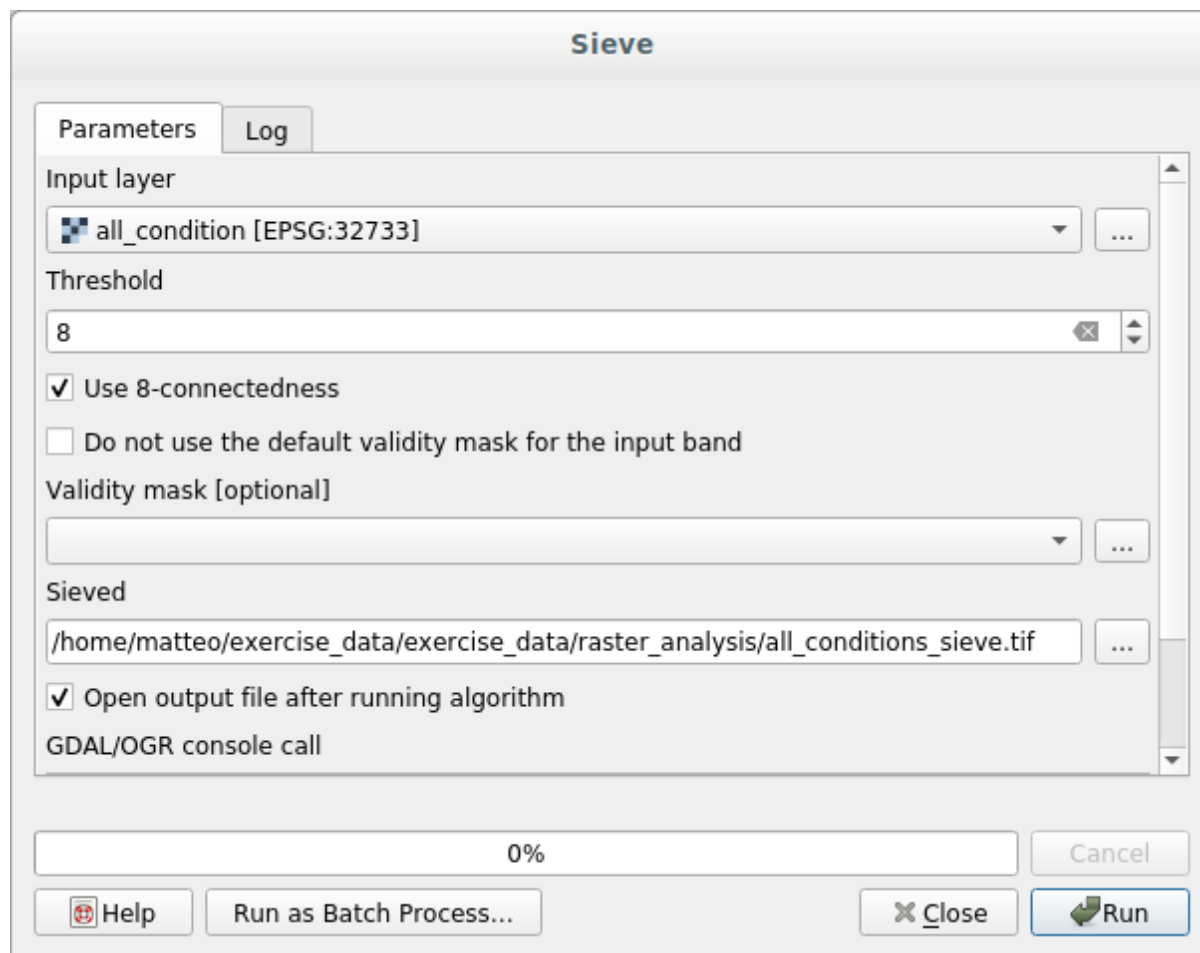 Sieve
Parameters
Log
Input layer
all_condition [EPSG:32733]
...
Threshold
8
Use 8-connectedness
Do not use the default validity mask for the input band
Validity mask [optional]
...
Sieved
/home/matteo/exercise_data/exercise_data/raster_analysis/all_conditions_sieve.tif
...
Open output file after running algorithm
GDAL/OGR console call
0%
Cancel
Help
Run as Batch Process...
Close
Run